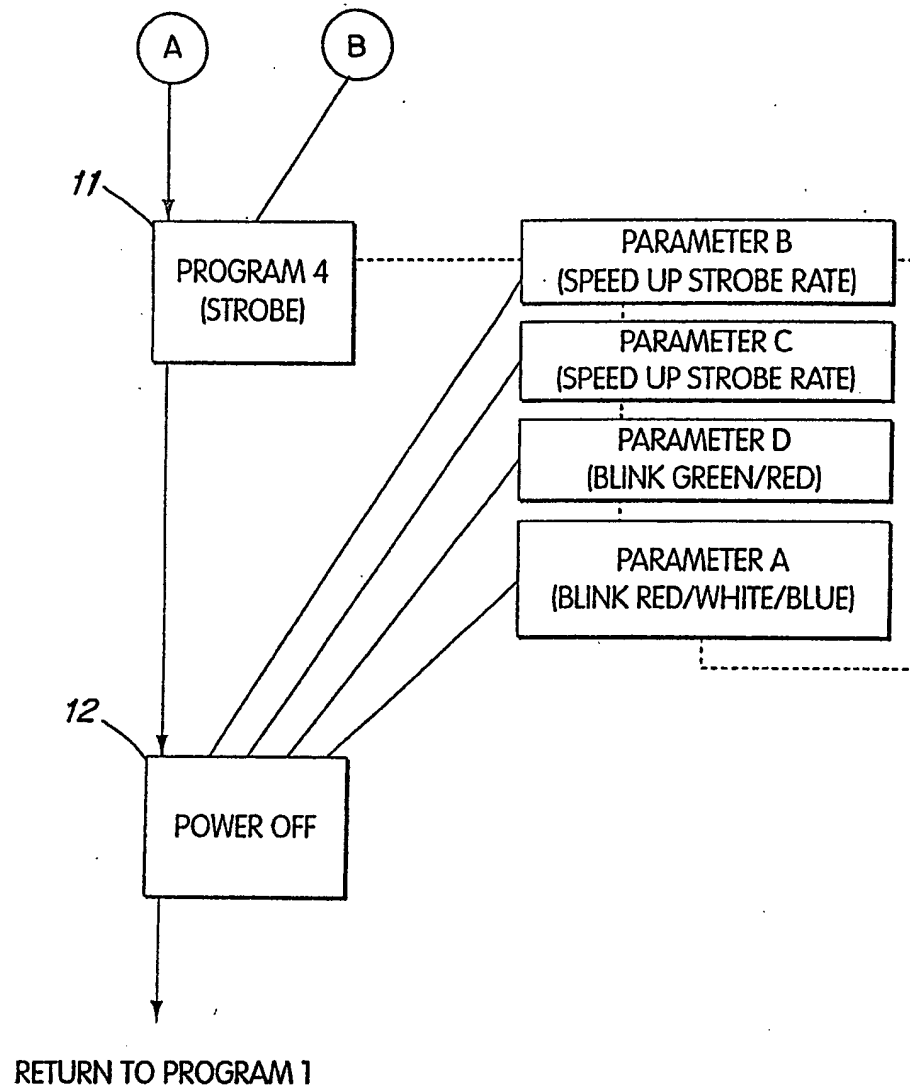 A
B
11
PROGRAM 4
(STROBE)
PARAMETER B
(SPEED UP STROBE RATE)
PARAMETER C
(SPEED UP STROBE RATE)
PARAMETER D
(BLINK GREEN/RED)
PARAMETER A
(BLINK RED/WHITE/BLUE)
12
POWER OFF
RETURN TO PROGRAM 1